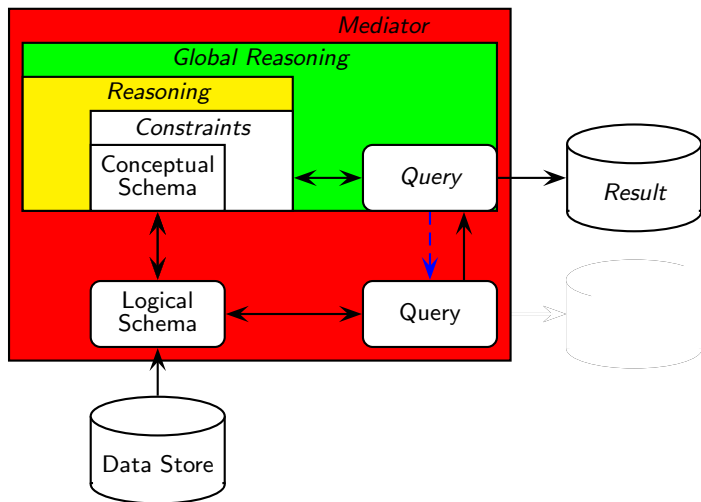 Mediator
Global Reasoning
Reasoning
Constraints
Conceptual
Schema
Query
Result
Logical
Schema
Query
Data Store